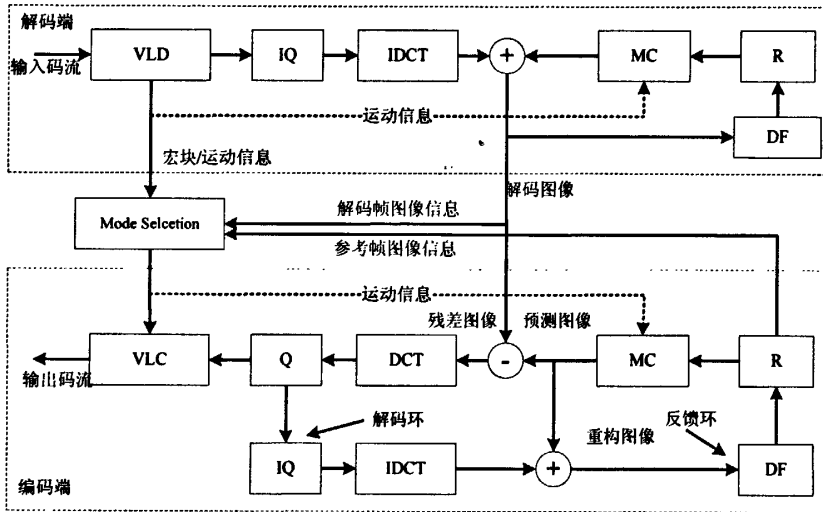 解码端
输入码流
VLD
IQ
IDCT
+
MC
R
运动信息
DF
宏块/运动信息
解码图像
Mode Selcetion
解码帧图像信息
参考帧图像信息
运动信息
残差图像
预测图像
VLC
Q
DCT
-
MC
R
输出码流
解码环
重构图像
反馈环
IQ
IDCT
+
DF
编码端